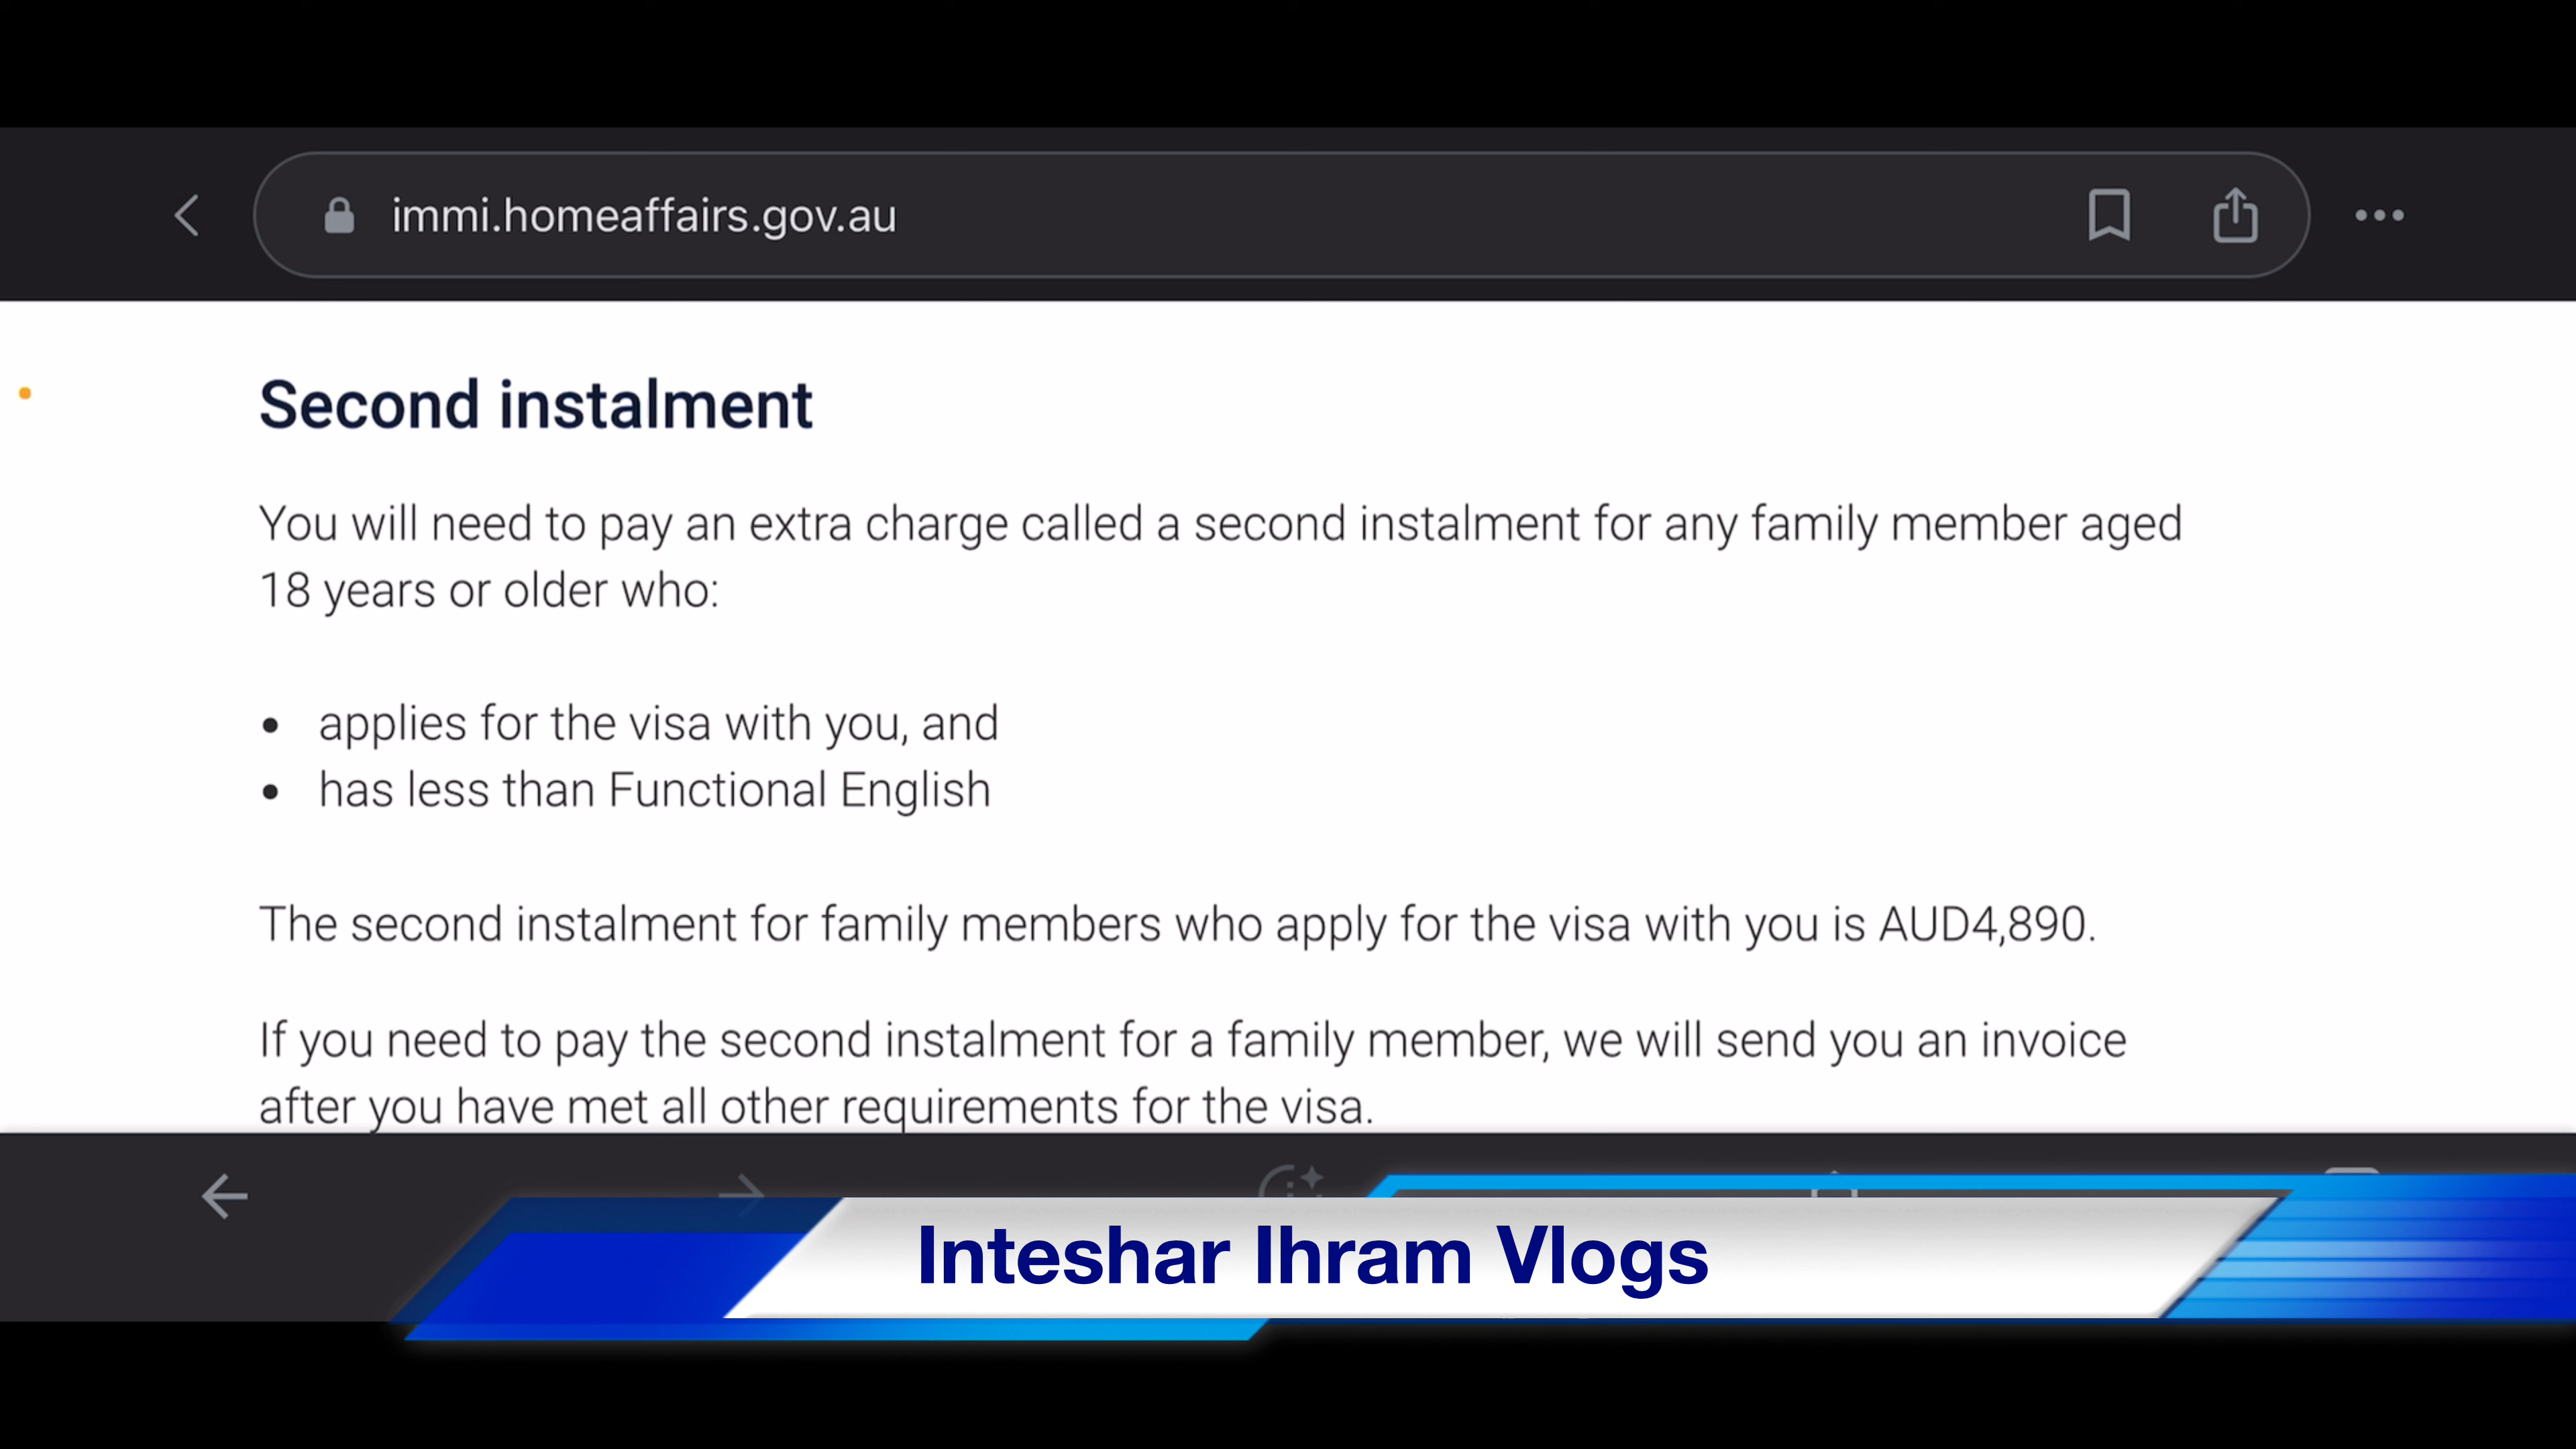 immi.homeaffairs.gov.au
Second instalment
You will need to pay an extra charge called a second instalment for any family member aged
18 years or older who:
• applies for the visa with you, and
• has less than Functional English
The second instalment for family members who apply for the visa with you is AUD4,890.
If you need to pay the second instalment for a family member, we will send you an invoice
after you have met all other requirements for the visa.
Inteshar Ihram Vlogs